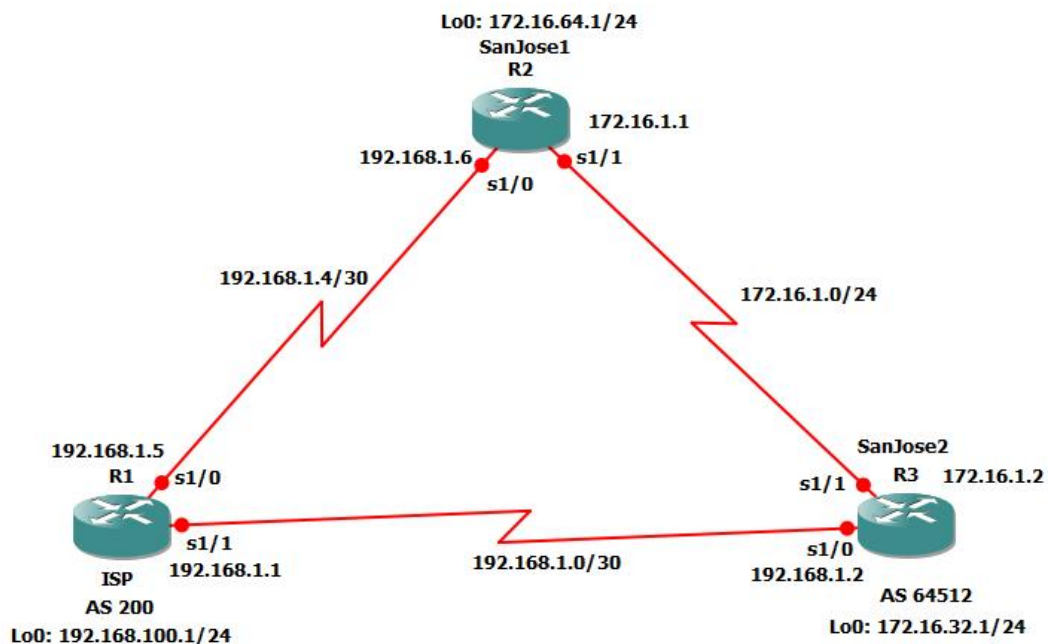 Lo0: 172.16.64.1/24
SanJose1
R2
172.16.1.1
192.168.1.6
s1/1
s1/0
192.168.1.4/30
172.16.1.0/24
192.168.1.5
R1
s1/0
SanJose2
R3
172.16.1.2
s1/1
s1/1
192.168.1.1
192.168.1.0/30
s1/0
192.168.1.2
ISP
AS 200
Lo0: 192.168.100.1/24
AS 64512
Lo0: 172.16.32.1/24